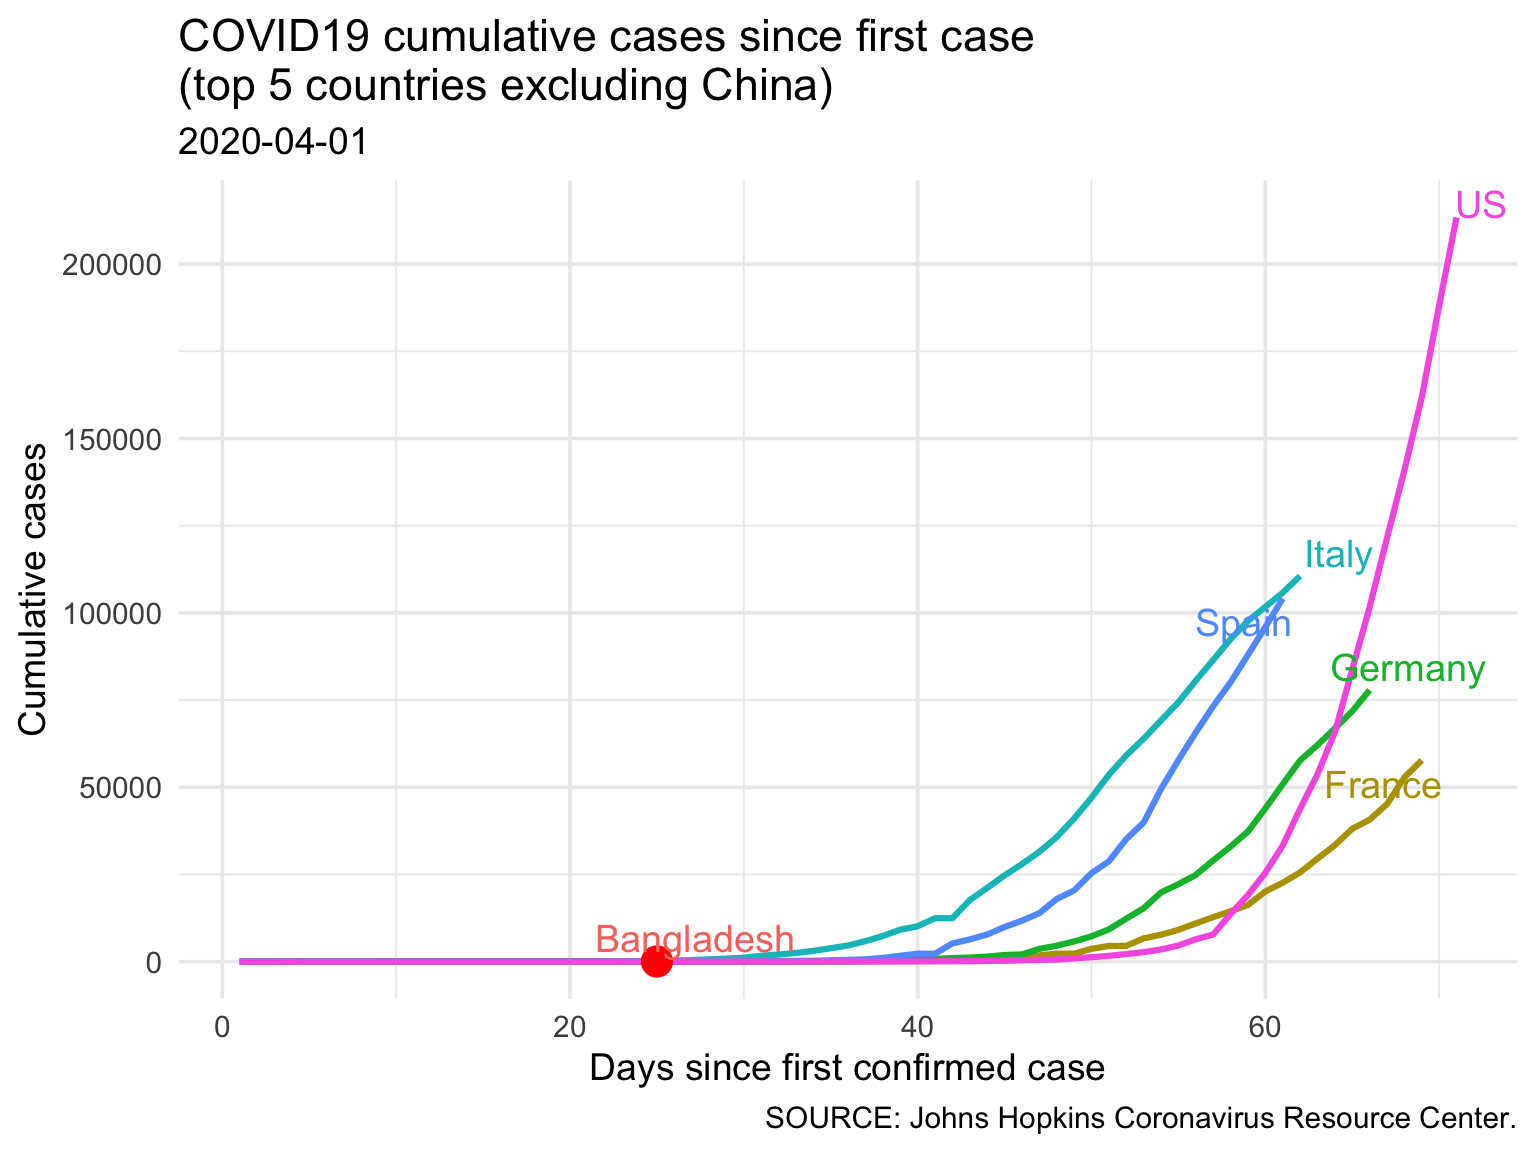 COVID19 cumulative cases since first case
(top 5 countries excluding China)
2020-04-01
US
200000
150000
Italy
100000
Spain
Germany
50000
France
Bangladesh
0
Cumulative cases
0 20 40 60
Days since first confirmed case
SOURCE: Johns Hopkins Coronavirus Resource Center.